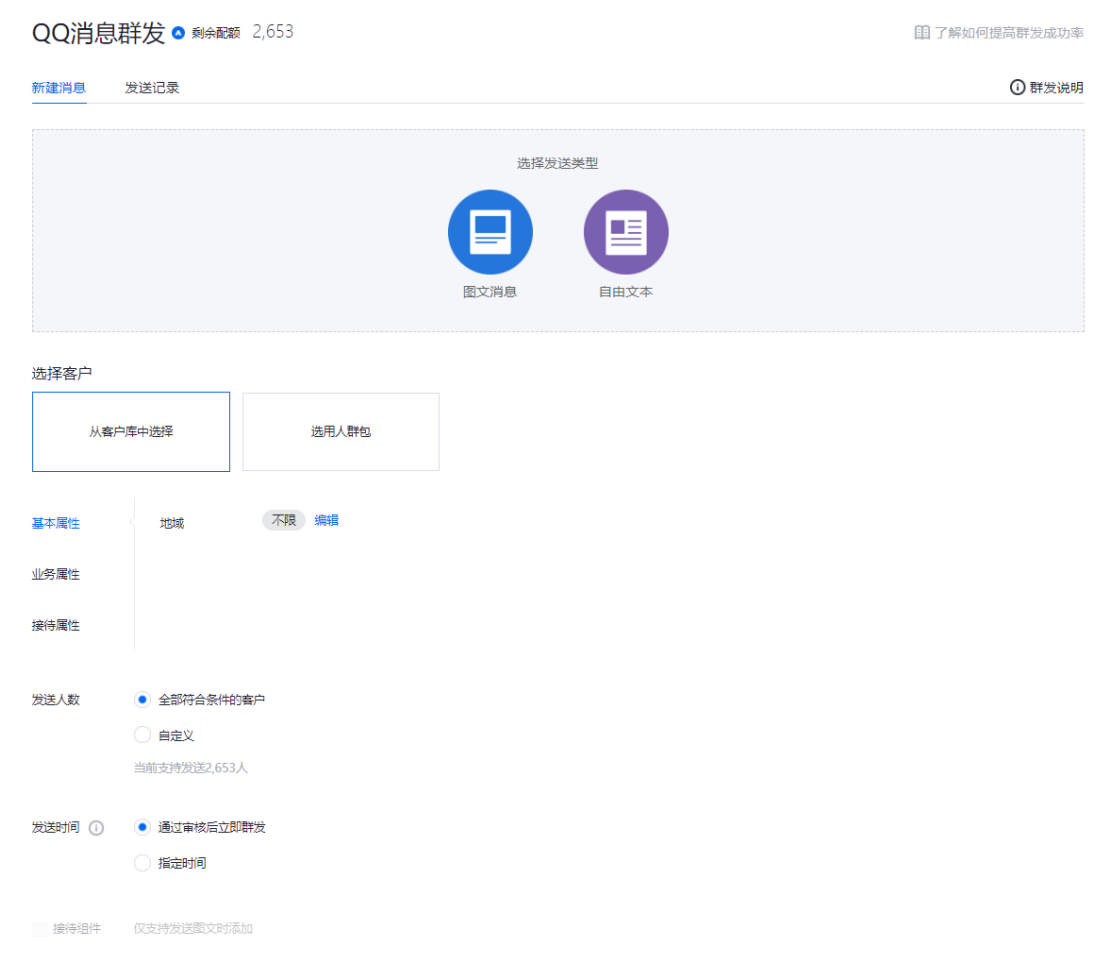 QQ消息群发 剩余配额 2,653 了解如何提高群发成功率
新建消息 发送记录 群发说明
选择发送类型
图文消息 自由文本
选择客户
从客户库中选择 选用人群包
基本属性 地域 不限 编辑
业务属性
接待属性
发送人数 全部符合条件的客户
自定义
当前支持发送2,653人
发送时间 通过审核后立即群发
指定时间
接待组件 仅支持发送图文时添加